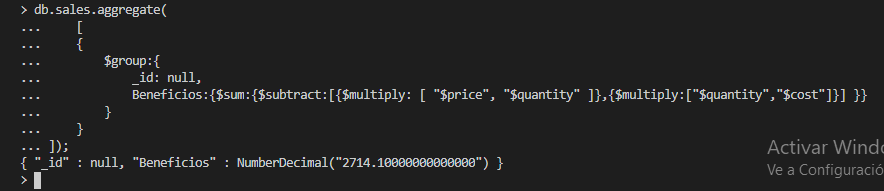 > db.sales.aggregate(
...     [
...     {
...         $group:{
...             _id: null,
...             Beneficios:{$sum:{$subtract:[{$multiply: [ "$price", "$quantity" ]},{$multiply:["$quantity","$cost"]}] }}
...         }
...     }
... ]);
{ "_id" : null, "Beneficios" : NumberDecimal("2714.10000000000000") }
>
Activar Windo
Ve a Configuració